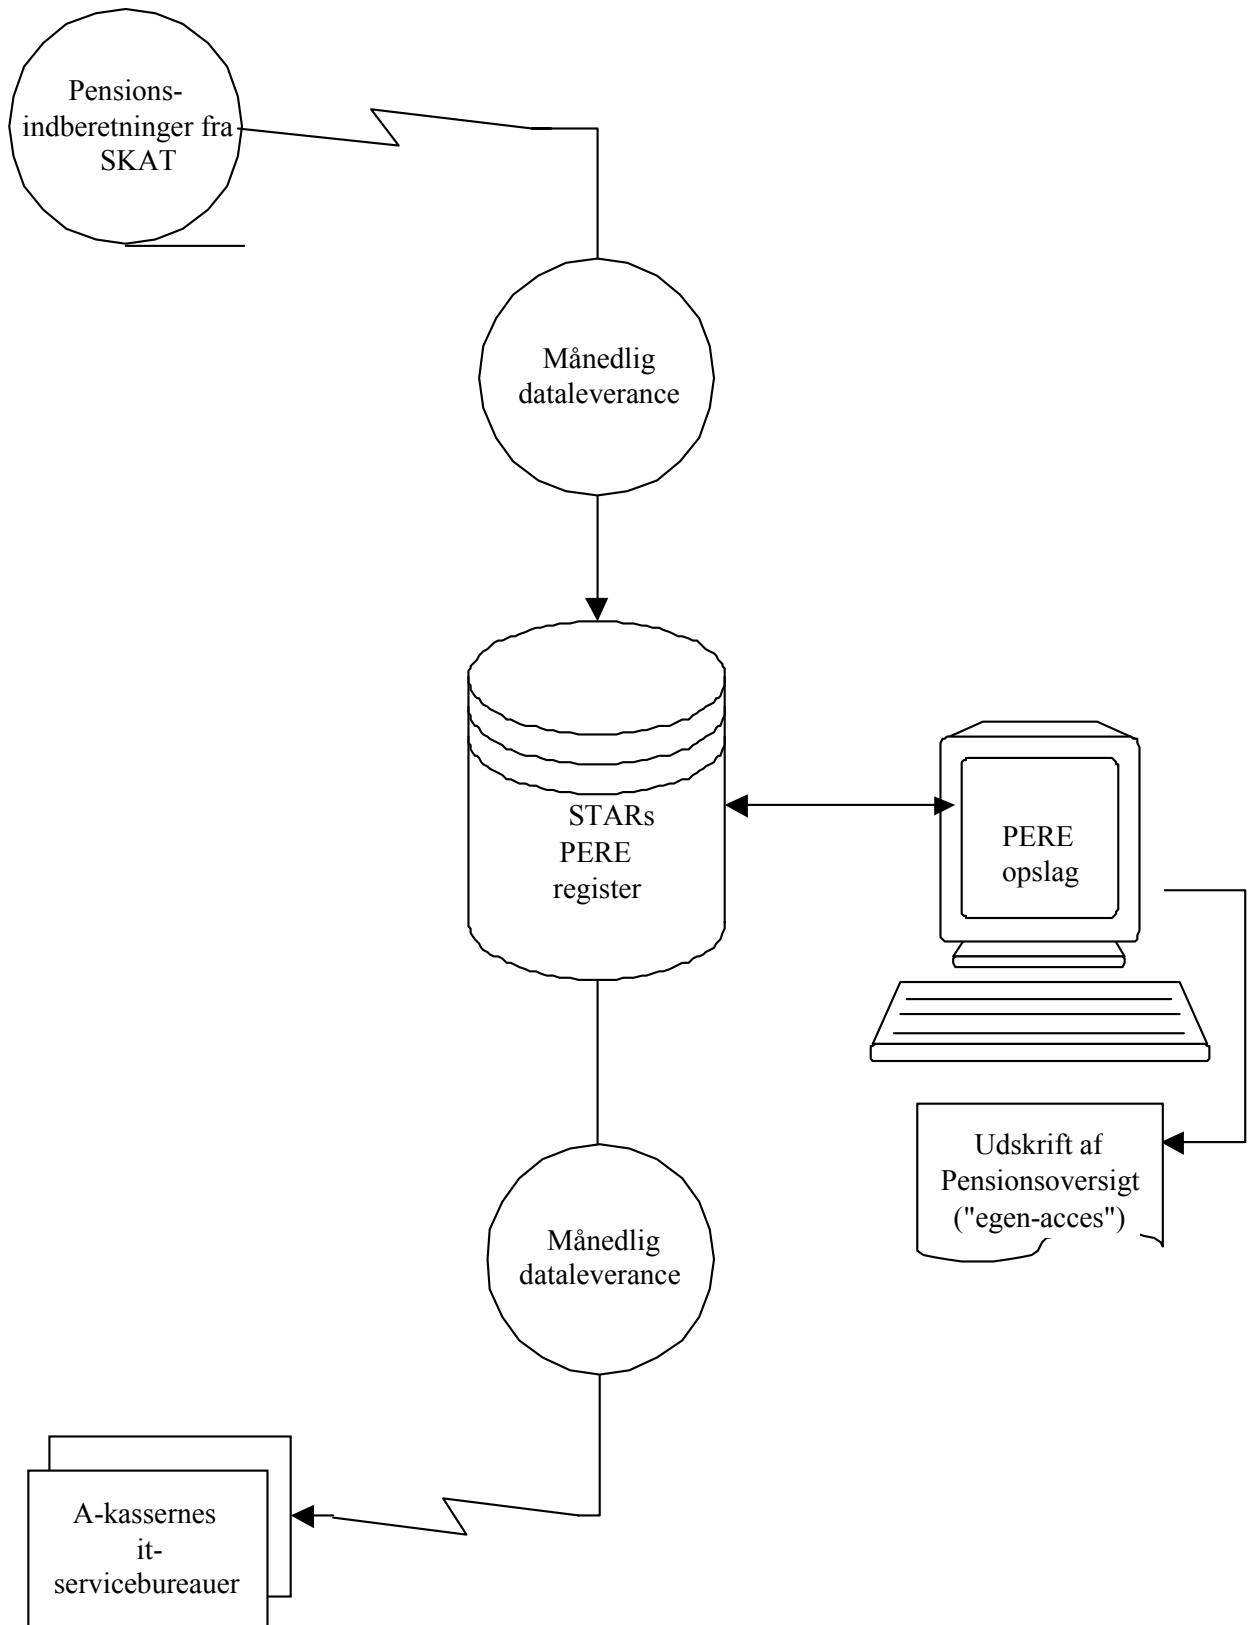 Pensions-
indberetninger fra
SKAT
Månedlig
dataleverance
STARs
PERE
register
PERE
opslag
Udskrift af
Pensionsoversigt
("egen-acces")
Månedlig
dataleverance
A-kassernes
it-
servicebureauer